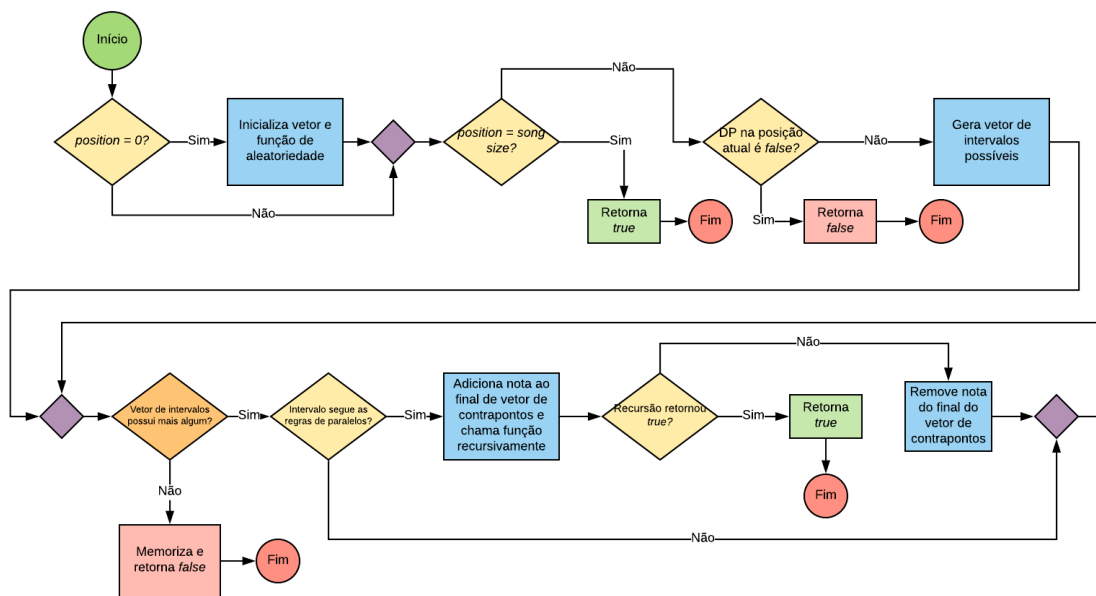 Início
position = 0?
Sim
Inicializa vetor e
função de
aleatoriedade
Não
position = song
size?
Não
Sim
Retorna
true
Fim
DP na posição
atual é false?
Não
Sim
Retorna
false
Fim
Gera vetor de
intervalos
possíveis
Vetor de intervalos
possui mais algum?
Sim
Não
Memoriza e
retorna false
Fim
Intervalo segue as
regras de paralelos?
Sim
Não
Adiciona nota ao
final de vetor de
contrapontos e
chama função
recursivamente
Recursão retornou
true?
Não
Sim
Retorna
true
Fim
Remove nota
do final do
vetor de
contrapontos